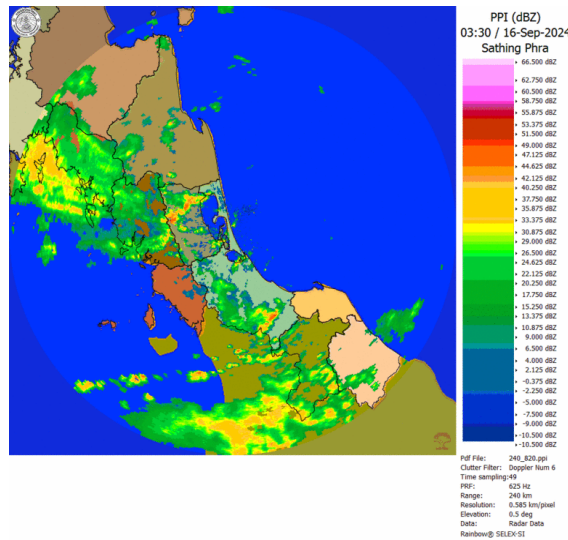 PPI (dBZ)
03:30 / 16-Sep-2024
Sathing Phra
66.500 dBZ
62.750 dBZ
60.500 dBZ
58.750 dBZ
55.875 dBZ
53.375 dBZ
51.500 dBZ
49.000 dBZ
47.125 dBZ
44.625 dBZ
42.125 dBZ
40.250 dBZ
37.750 dBZ
35.875 dBZ
33.375 dBZ
30.875 dBZ
29.000 dBZ
26.500 dBZ
24.625 dBZ
22.125 dBZ
20.250 dBZ
17.750 dBZ
15.250 dBZ
13.375 dBZ
10.875 dBZ
9.000 dBZ
6.500 dBZ
4.000 dBZ
2.125 dBZ
-0.375 dBZ
-2.250 dBZ
-5.000 dBZ
-7.500 dBZ
-9.000 dBZ
-10.500 dBZ
-10.500 dBZ
Pdf File: 240_820.ppi
Clutter Filter: Doppler Num 6
Time sampling:49
PRF: 625 Hz
Range: 240 km
Resolution: 0.585 km/pixel
Elevation: 0.5 deg
Data: Radar Data
Rainbow® SELEX-SI